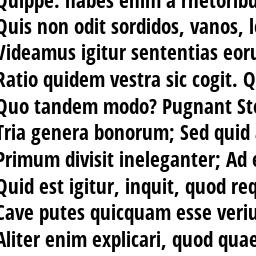 Quippe: habes enim a rhetoribu
Quis non odit sordidos, vanos, l
Videamus igitur sententias eoru
Ratio quidem vestra sic cogit. Q
Quo tandem modo? Pugnant Sto
Tria genera bonorum; Sed quid
Primum divisit ineleganter; Ad e
Quid est igitur, inquit, quod req
Cave putes quicquam esse veriu
Aliter enim explicari, quod quae